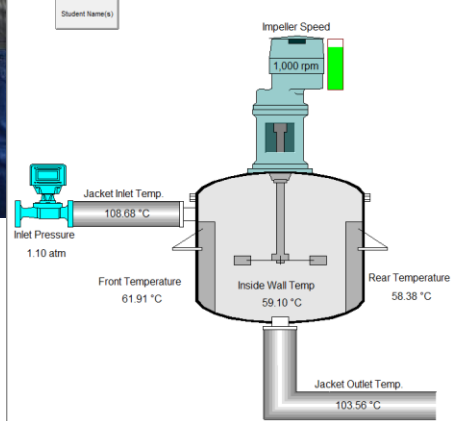 Student Name(s)
Impeller Speed
1,000 rpm
Jacket Inlet Temp.
108.68 °C
Inlet Pressure
1.10 atm
Front Temperature
61.91 °C
Inside Wall Temp
59.10 °C
Rear Temperature
58.38 °C
Jacket Outlet Temp.
103.56 °C